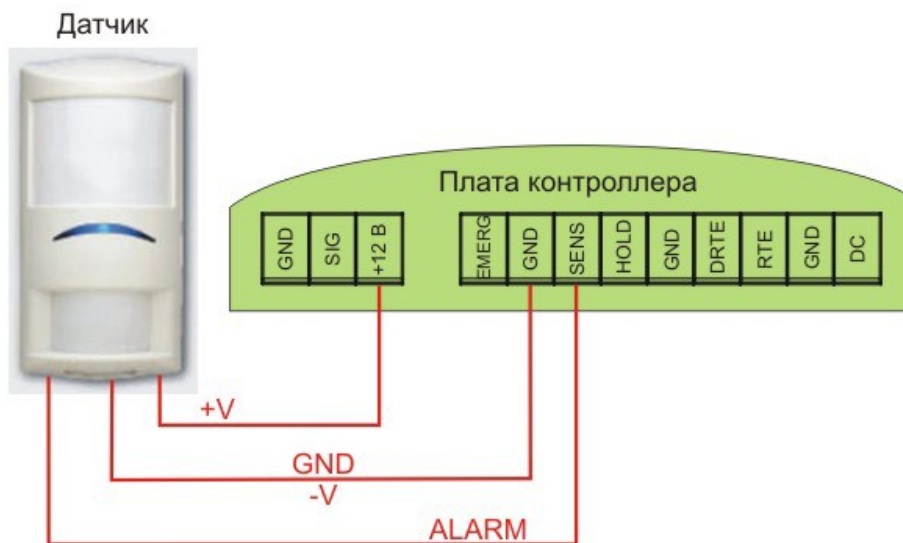 Датчик
Плата контроллера
GND
SIG
+12 В
EMERG
GND
SENS
HOLD
GND
DRTE
RTE
GND
DC
+V
GND
-V
ALARM